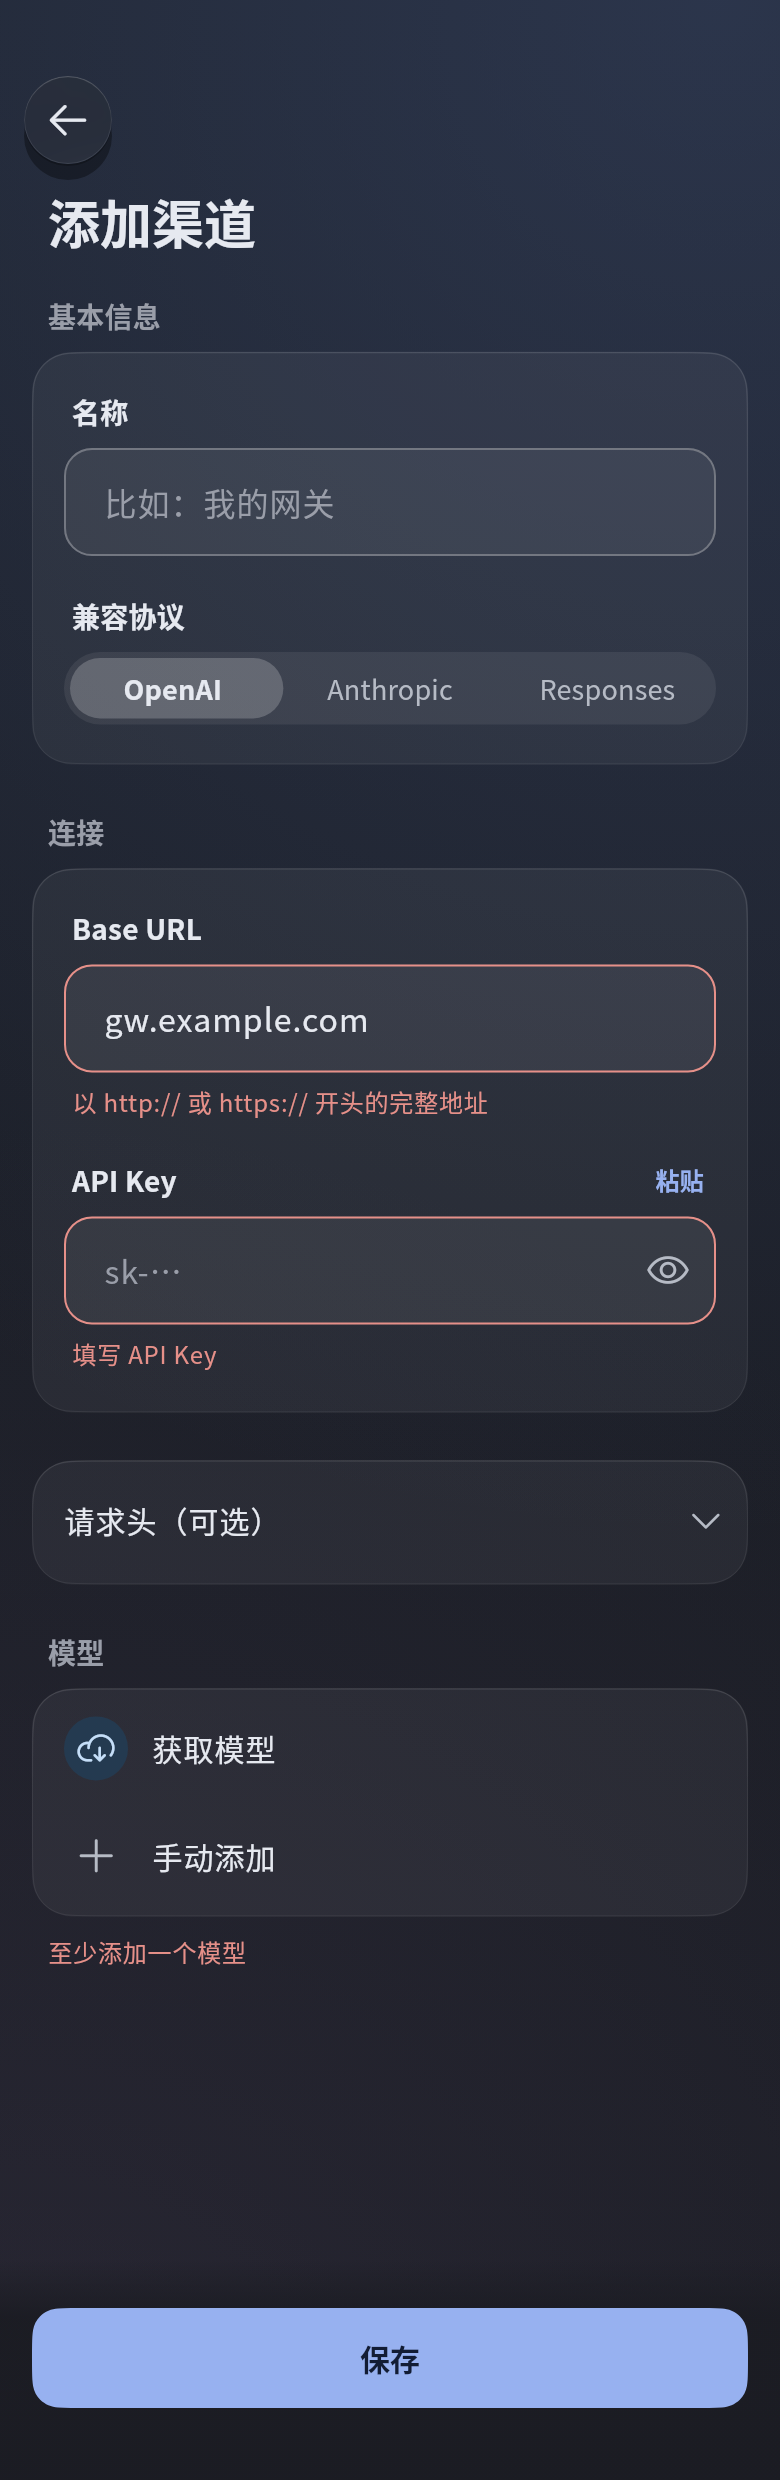 添加渠道
基本信息
名称
比如：我的网关
兼容协议
OpenAI Anthropic Responses
连接
Base URL
gw.example.com
以 http:// 或 https:// 开头的完整地址
API Key 粘贴
sk-…
填写 API Key
请求头（可选）
模型
获取模型
手动添加
至少添加一个模型
保存